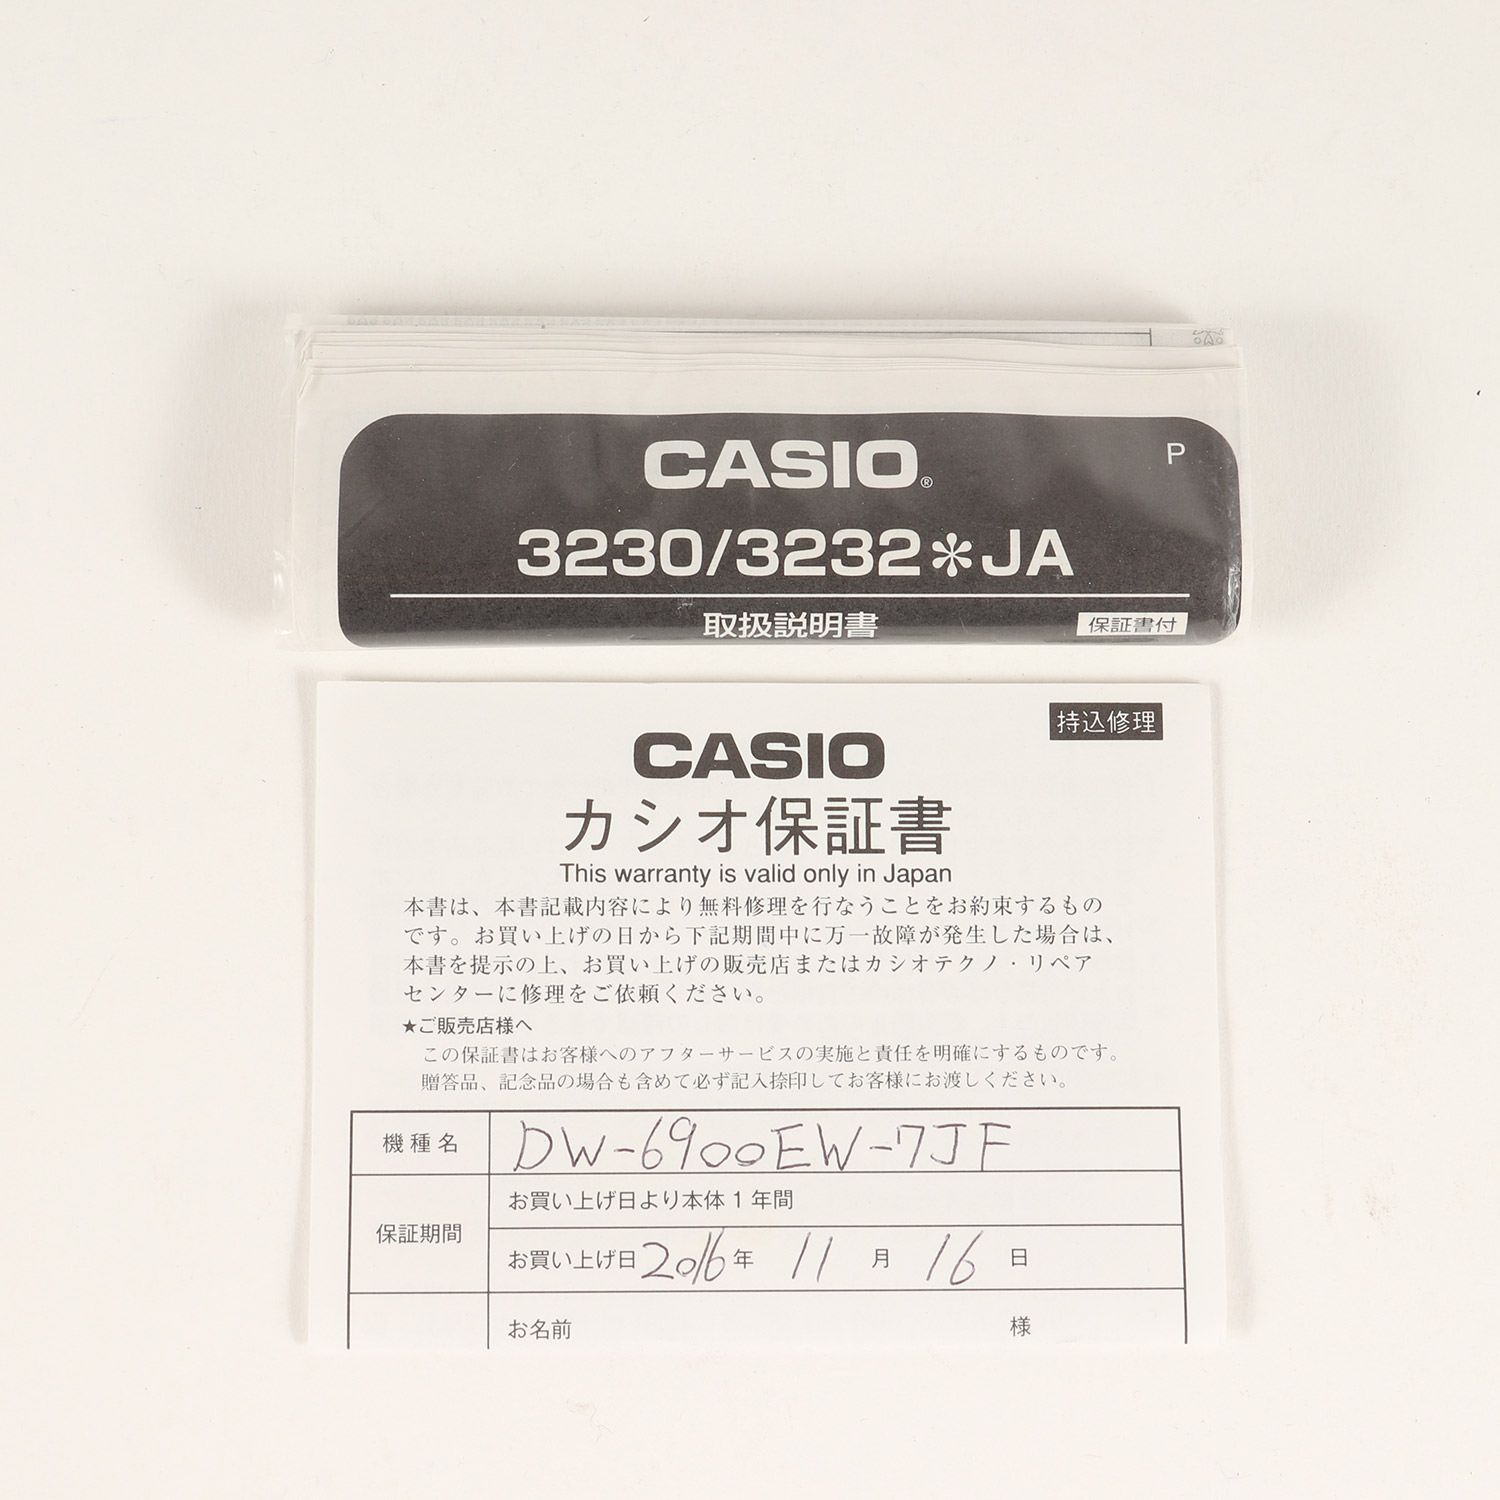 CASIO®
P
3230/3232＊JA
取扱説明書
保証書付
持込修理
CASIO
カシオ保証書
This warranty is valid only in Japan
本書は、本書記載内容により無料修理を行なうことをお約束するもの
です。お買い上げの日から下記期間中に万一故障が発生した場合は、
本書を提示の上、お買い上げの販売店またはカシオテクノ・リペア
センターに修理をご依頼ください。
★ご販売店様へ
この保証書はお客様へのアフターサービスの実施と責任を明確にするものです。
贈答品、記念品の場合も含めて必ず記入捺印してお客様にお渡しください。
機種名 DW-6900EW-7JF
保証期間
お買い上げ日より本体1年間
お買い上げ日 2016年 11月 16日
お名前 様